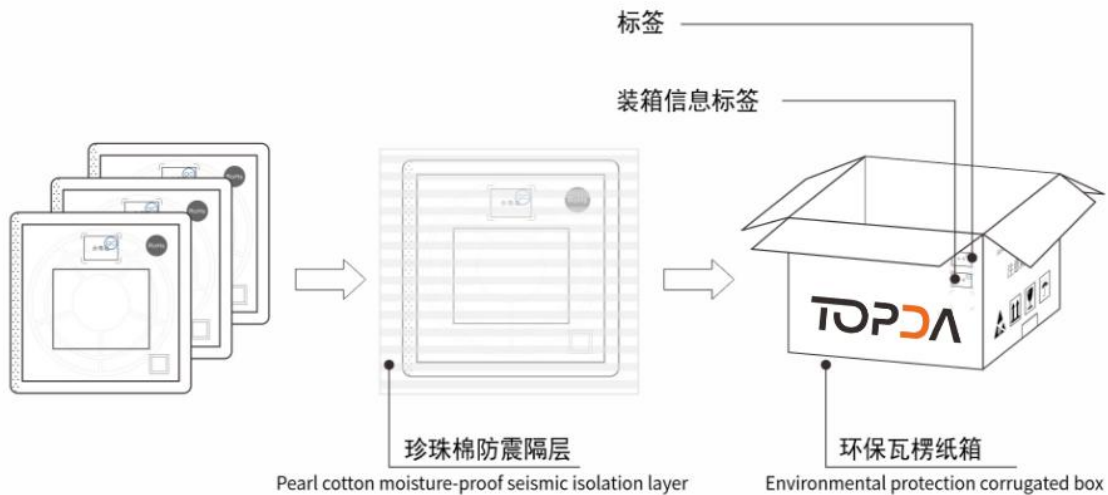 标签
装箱信息标签
RoHS
TOPDA
珍珠棉防震隔层
Pearl cotton moisture-proof seismic isolation layer
环保瓦楞纸箱
Environmental protection corrugated box